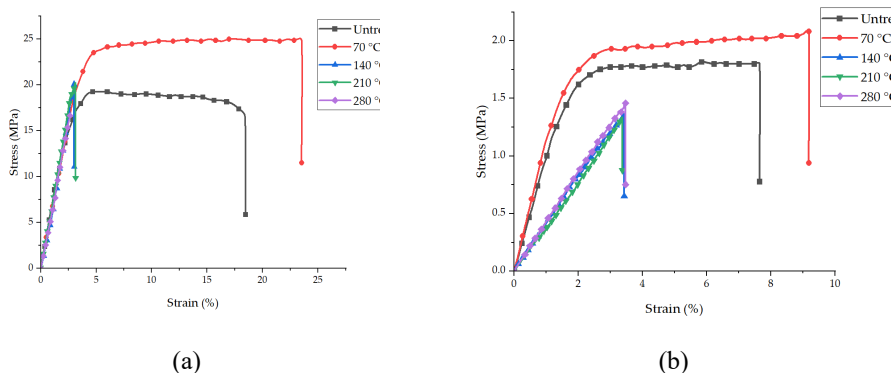 Untre
70 °C
140 °C
210 °C
280 °C
25
20
15
10
5
0
0 5 10 15 20 25
Stress (MPa)
Strain (%)
(a)
Untre
70 °C
140 °C
210 °C
280 °C
2.0
1.5
1.0
0.5
0.0
0 2 4 6 8 10
Stress (MPa)
Strain (%)
(b)